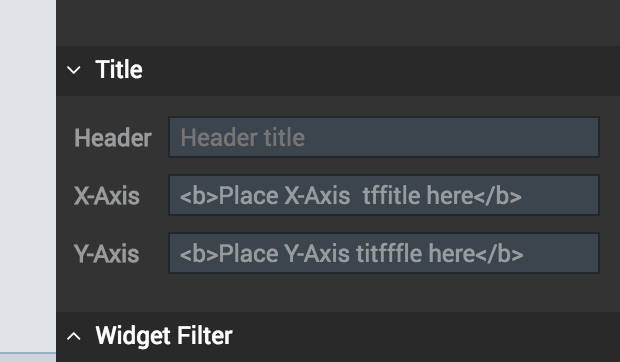 Title
Header Header title
X-Axis <b>Place X-Axis  tffitle here</b>
Y-Axis <b>Place Y-Axis titfffle here</b>
Widget Filter